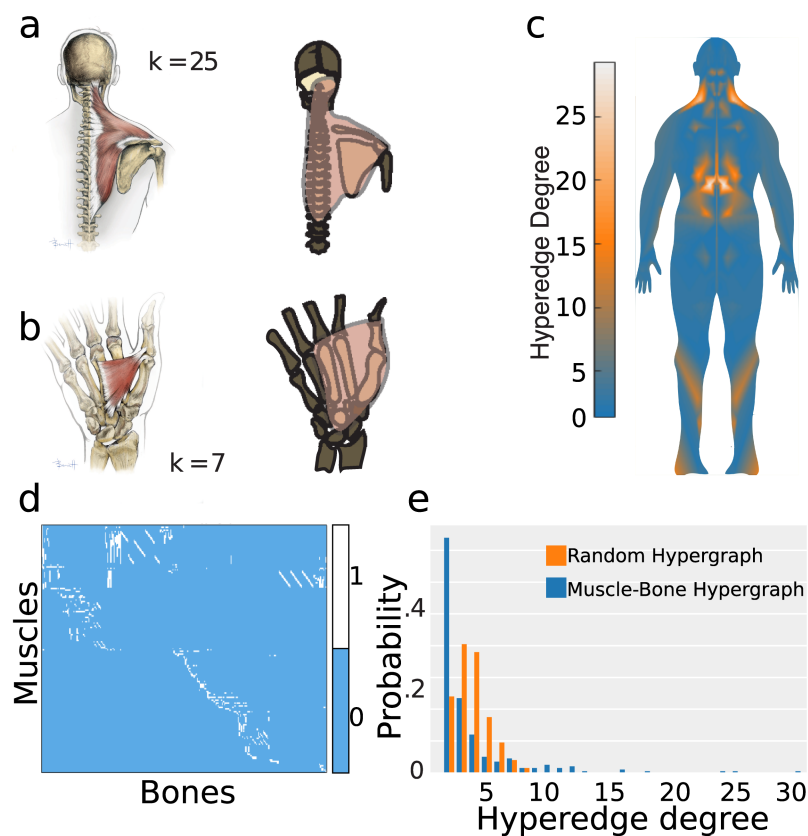 a
k = 25
c
25
20
15
10
5
0
Hyperedge Degree
b
k = 7
d
Muscles
Bones
1
0
e
Random Hypergraph
Muscle-Bone Hypergraph
Probability
.4
.2
0
5
10
15
20
25
30
Hyperedge degree